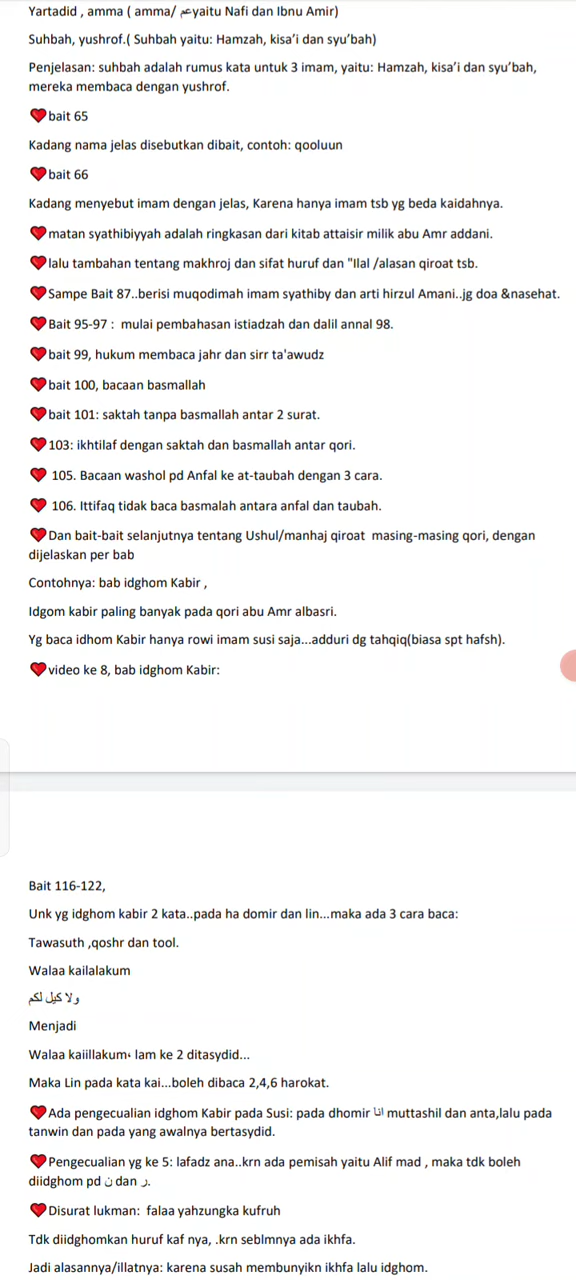 Yartadid , amma ( amma/ عم yaitu Nafi dan Ibnu Amir)
Suhbah, yushrof.( Suhbah yaitu: Hamzah, kisa’i dan syu’bah)
Penjelasan: suhbah adalah rumus kata untuk 3 imam, yaitu: Hamzah, kisa’i dan syu’bah,
mereka membaca dengan yushrof.
❤bait 65
Kadang nama jelas disebutkan dibait, contoh: qooluun
❤bait 66
Kadang menyebut imam dengan jelas, Karena hanya imam tsb yg beda kaidahnya.
❤matan syathibiyyah adalah ringkasan dari kitab attaisir milik abu Amr addani.
❤lalu tambahan tentang makhroj dan sifat huruf dan "Ilal /alasan qiroat tsb.
❤Sampe Bait 87..berisi muqodimah imam syathiby dan arti hirzul Amani..jg doa &nasehat.
❤Bait 95-97 : mulai pembahasan istiadzah dan dalil annal 98.
❤bait 99, hukum membaca jahr dan sirr ta'awudz
❤bait 100, bacaan basmallah
❤bait 101: saktah tanpa basmallah antar 2 surat.
❤103: ikhtilaf dengan saktah dan basmallah antar qori.
❤ 105. Bacaan washol pd Anfal ke at-taubah dengan 3 cara.
❤ 106. Ittifaq tidak baca basmalah antara anfal dan taubah.
❤Dan bait-bait selanjutnya tentang Ushul/manhaj qiroat masing-masing qori, dengan
dijelaskan per bab
Contohnya: bab idghom Kabir ,
Idgom kabir paling banyak pada qori abu Amr albasri.
Yg baca idhom Kabir hanya rowi imam susi saja...adduri dg tahqiq(biasa spt hafsh).
❤video ke 8, bab idghom Kabir:
Bait 116-122,
Unk yg idghom kabir 2 kata..pada ha domir dan lin...maka ada 3 cara baca:
Tawasuth ,qoshr dan tool.
Walaa kailalakum
ولا كيل لكم
Menjadi
Walaa kaiillakum، lam ke 2 ditasydid...
Maka Lin pada kata kai...boleh dibaca 2,4,6 harokat.
❤Ada pengecualian idghom Kabir pada Susi: pada dhomir انا muttashil dan anta,lalu pada
tanwin dan pada yang awalnya bertasydid.
❤Pengecualian yg ke 5: lafadz ana..krn ada pemisah yaitu Alif mad , maka tdk boleh
diidghom pd ن dan ر.
❤Disurat lukman: falaa yahzungka kufruh
Tdk diidghomkan huruf kaf nya, .krn seblmnya ada ikhfa.
Jadi alasannya/illatnya: karena susah membunyikn ikhfa lalu idghom.